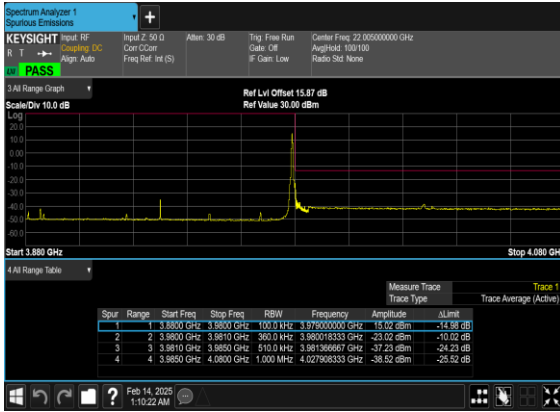 Spectrum Analyzer 1
Spurious Emissions
+
KEYSIGHT
R T
PASS
Input: RF
Coupling: DC
Align: Auto
Input Z: 50 Ω
Corr CCorr
Freq Ref: Int (S)
Atten: 30 dB
Trig: Free Run
Gate: Off
IF Gain: Low
Center Freq: 22.005000000 GHz
Avg|Hold: 100/100
Radio Std: None
3 All Range Graph
Scale/Div 10.0 dB
Ref Lvl Offset 15.87 dB
Ref Value 30.00 dBm
Log
20.0
10.0
0.00
-10.0
-20.0
-30.0
-40.0
-50.0
-60.0
Start 3.880 GHz
Stop 4.080 GH
4 All Range Table
Measure Trace Trace 1
Trace Type Trace Average (Active)
Spur Range Start Freq Stop Freq RBW Frequency Amplitude ΔLimit
1 1 3.8800 GHz 3.9800 GHz 100.0 kHz 3.979000000 GHz 15.02 dBm -14.98 dB
2 2 3.9800 GHz 3.9810 GHz 360.0 kHz 3.980018333 GHz -23.02 dBm -10.02 dB
3 3 3.9810 GHz 3.9850 GHz 510.0 kHz 3.981366667 GHz -37.23 dBm -24.23 dB
4 4 3.9850 GHz 4.0800 GHz 1.000 MHz 4.027908333 GHz -38.52 dBm -25.52 dB
?
Feb 14, 2025
1:10:22 AM